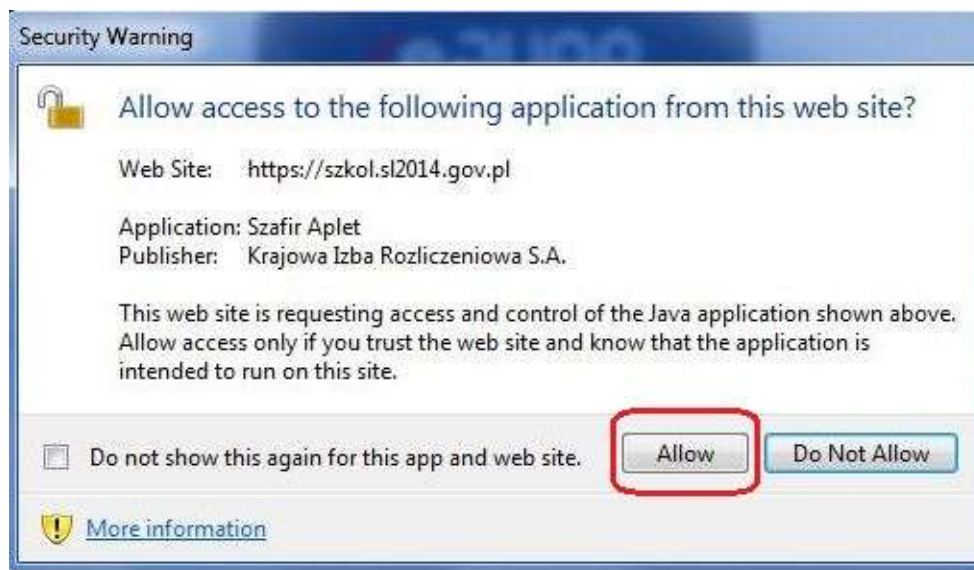 Security Warning
Allow access to the following application from this web site?
Web Site: https://szkol.sl2014.gov.pl
Application: Szafir Aplet
Publisher: Krajowa Izba Rozliczeniowa S.A.
This web site is requesting access and control of the Java application shown above.
Allow access only if you trust the web site and know that the application is
intended to run on this site.
Do not show this again for this app and web site. Allow Do Not Allow
More information